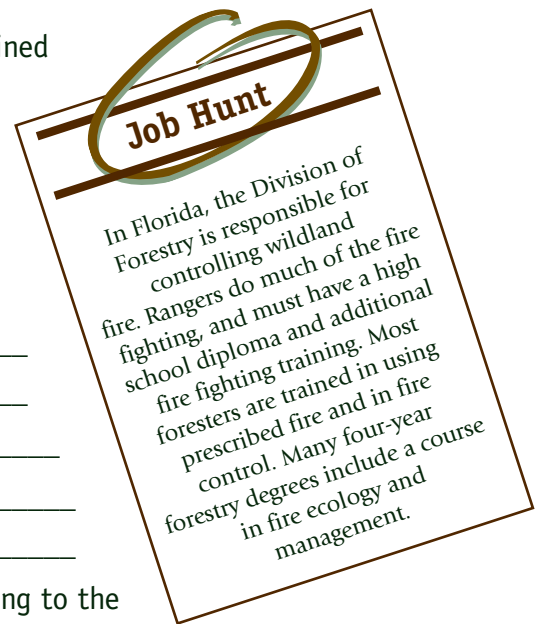 ined
Job Hunt
In Florida, the Division of
Forestry is responsible for
controlling wildland
fire. Rangers do much of the fire
fighting, and must have a high
school diploma and additional
fire fighting training. Most
foresters are trained in using
prescribed fire and in fire
control. Many four-year
forestry degrees include a course
in fire ecology and
management.
ng to the